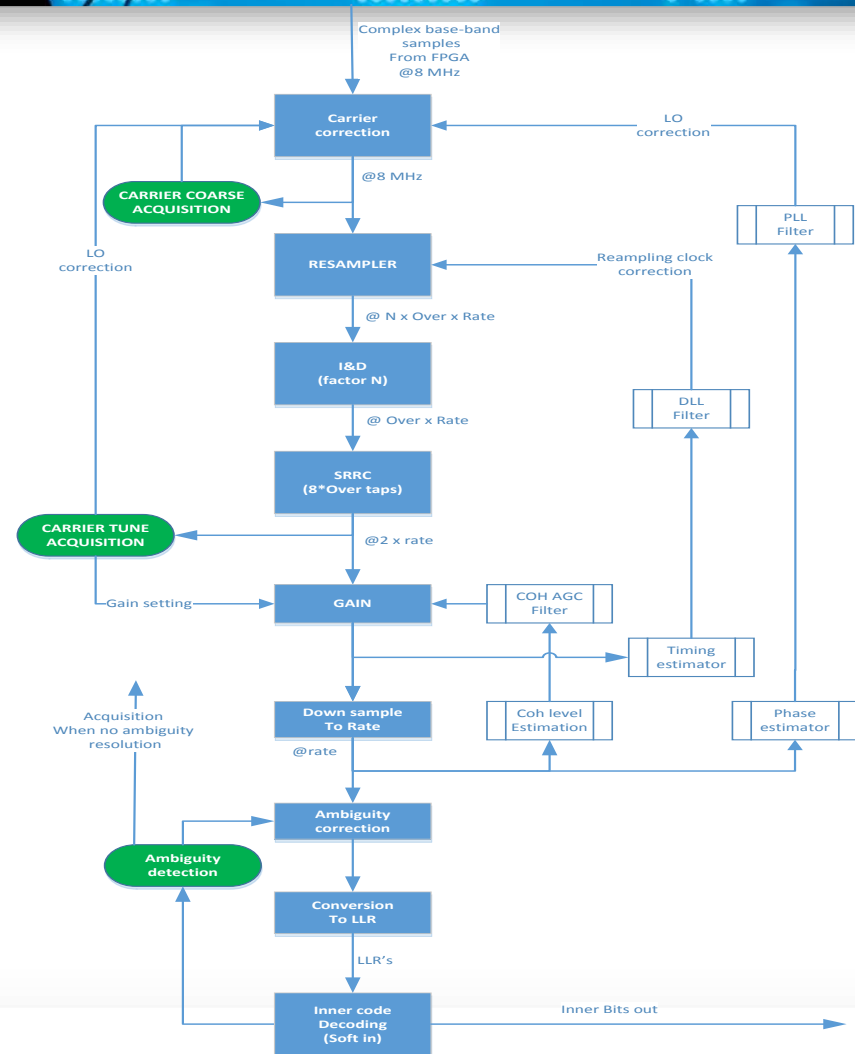 Complex base-band
samples
From FPGA
@8 MHz
Carrier
correction
LO
correction
@8 MHz
CARRIER COARSE
ACQUISITION
PLL
Filter
LO
correction
RESAMPLER
Reampling clock
correction
@ N x Over x Rate
I&D
(factor N)
DLL
Filter
@ Over x Rate
SRRC
(8*Over taps)
CARRIER TUNE
ACQUISITION
@2 x rate
Gain setting
GAIN
COH AGC
Filter
Timing
estimator
Acquisition
When no ambiguity
resolution
Down sample
To Rate
Coh level
Estimation
Phase
estimator
@rate
Ambiguity
correction
Ambiguity
detection
Conversion
To LLR
LLR's
Inner code
Decoding
(Soft in)
Inner Bits out